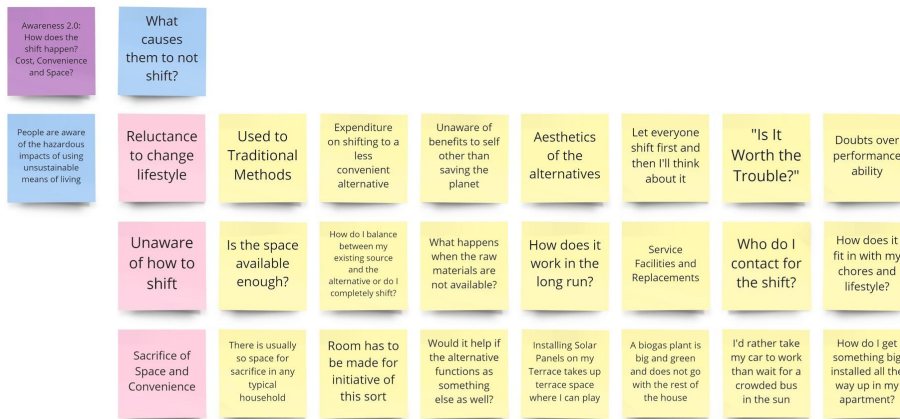 Awareness 2.0:
How does the
shift happen?
Cost, Convenience
and Space?
What
causes
them to not
shift?
People are aware
of the hazardous
impacts of using
unsustainable
means of living
Reluctance
to change
lifestyle
Used to
Traditional
Methods
Expenditure
on shifting to a
less
convenient
alternative
Unaware of
benefits to self
other than
saving the
planet
Aesthetics
of the
alternatives
Let everyone
shift first and
then I'll think
about it
"Is It
Worth the
Trouble?"
Doubts over
performance
ability
Unaware
of how to
shift
Is the space
available
enough?
How do I balance
between my
existing source
and the
alternative or do I
completely shift?
What happens
when the raw
materials are
not available?
How does it
work in the
long run?
Service
Facilities and
Replacements
Who do I
contact for
the shift?
How does it
fit in with my
chores and
lifestyle?
Sacrifice of
Space and
Convenience
There is usually
so space for
sacrifice in any
typical
household
Room has to
be made for
initiative of
this sort
Would it help if
the alternative
functions as
something
else as well?
Installing Solar
Panels on my
Terrace takes up
terrace space
where I can play
A biogas plant is
big and green
and does not go
with the rest of
the house
I'd rather take
my car to work
than wait for a
crowded bus
in the sun
How do I get
something big
installed all the
way up in my
apartment?